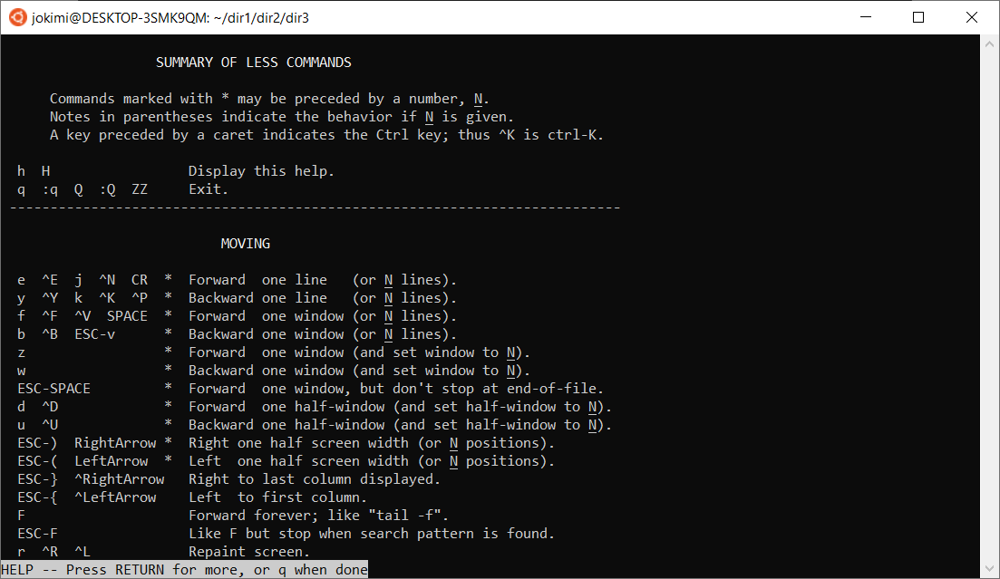 jokimi@DESKTOP-3SMK9QM: ~/dir1/dir2/dir3
SUMMARY OF LESS COMMANDS
Commands marked with * may be preceded by a number, N.
Notes in parentheses indicate the behavior if N is given.
A key preceded by a caret indicates the Ctrl key; thus ^K is ctrl-K.
h  H                 Display this help.
q  :q  Q  :Q  ZZ     Exit.
---------------------------------------------------------------------------
MOVING
e  ^E  j  ^N  CR  *  Forward  one line   (or N lines).
y  ^Y  k  ^K  ^P  *  Backward one line   (or N lines).
f  ^F  ^V  SPACE  *  Forward  one window (or N lines).
b  ^B  ESC-v      *  Backward one window (or N lines).
z                 *  Forward  one window (and set window to N).
w                 *  Backward one window (and set window to N).
ESC-SPACE         *  Forward  one window, but don't stop at end-of-file.
d  ^D             *  Forward  one half-window (and set half-window to N).
u  ^U             *  Backward one half-window (and set half-window to N).
ESC-)  RightArrow *  Right one half screen width (or N positions).
ESC-(  LeftArrow  *  Left  one half screen width (or N positions).
ESC-}  ^RightArrow   Right to last column displayed.
ESC-{  ^LeftArrow    Left  to first column.
F                    Forward forever; like "tail -f".
ESC-F                Like F but stop when search pattern is found.
r  ^R  ^L            Repaint screen.
HELP -- Press RETURN for more, or q when done